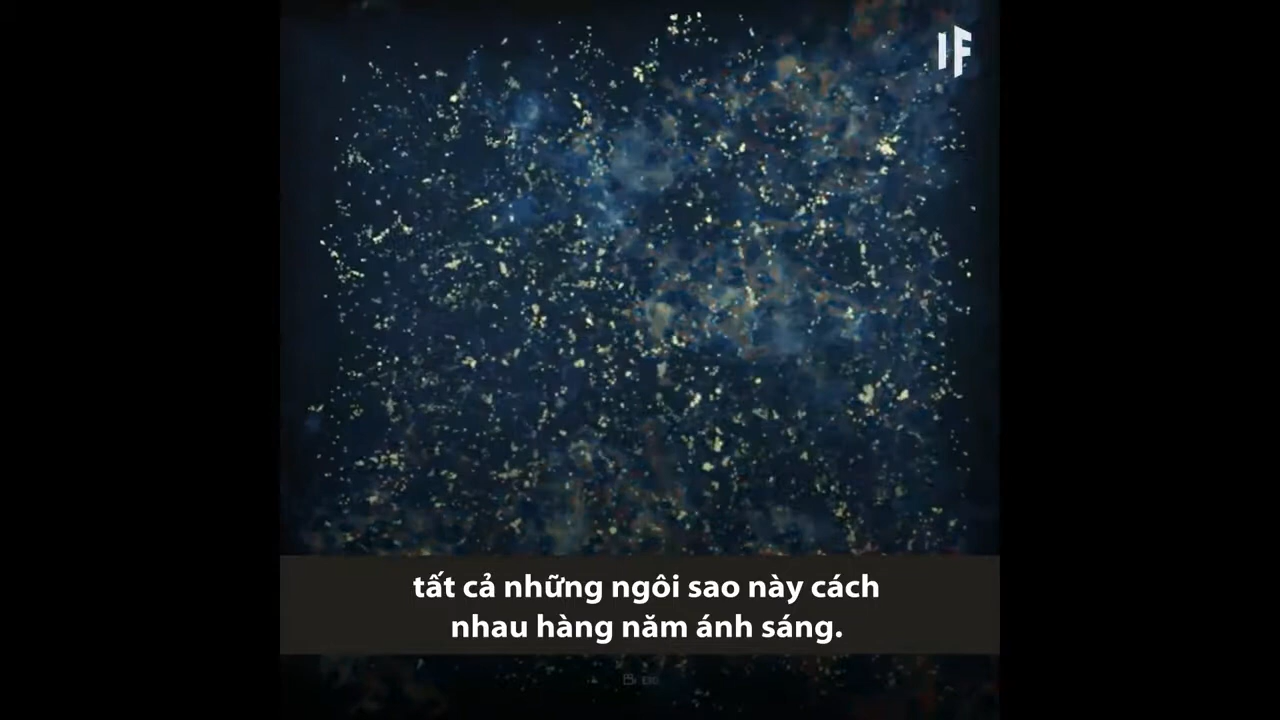 IF
tất cả những ngôi sao này cách
nhau hàng năm ánh sáng.